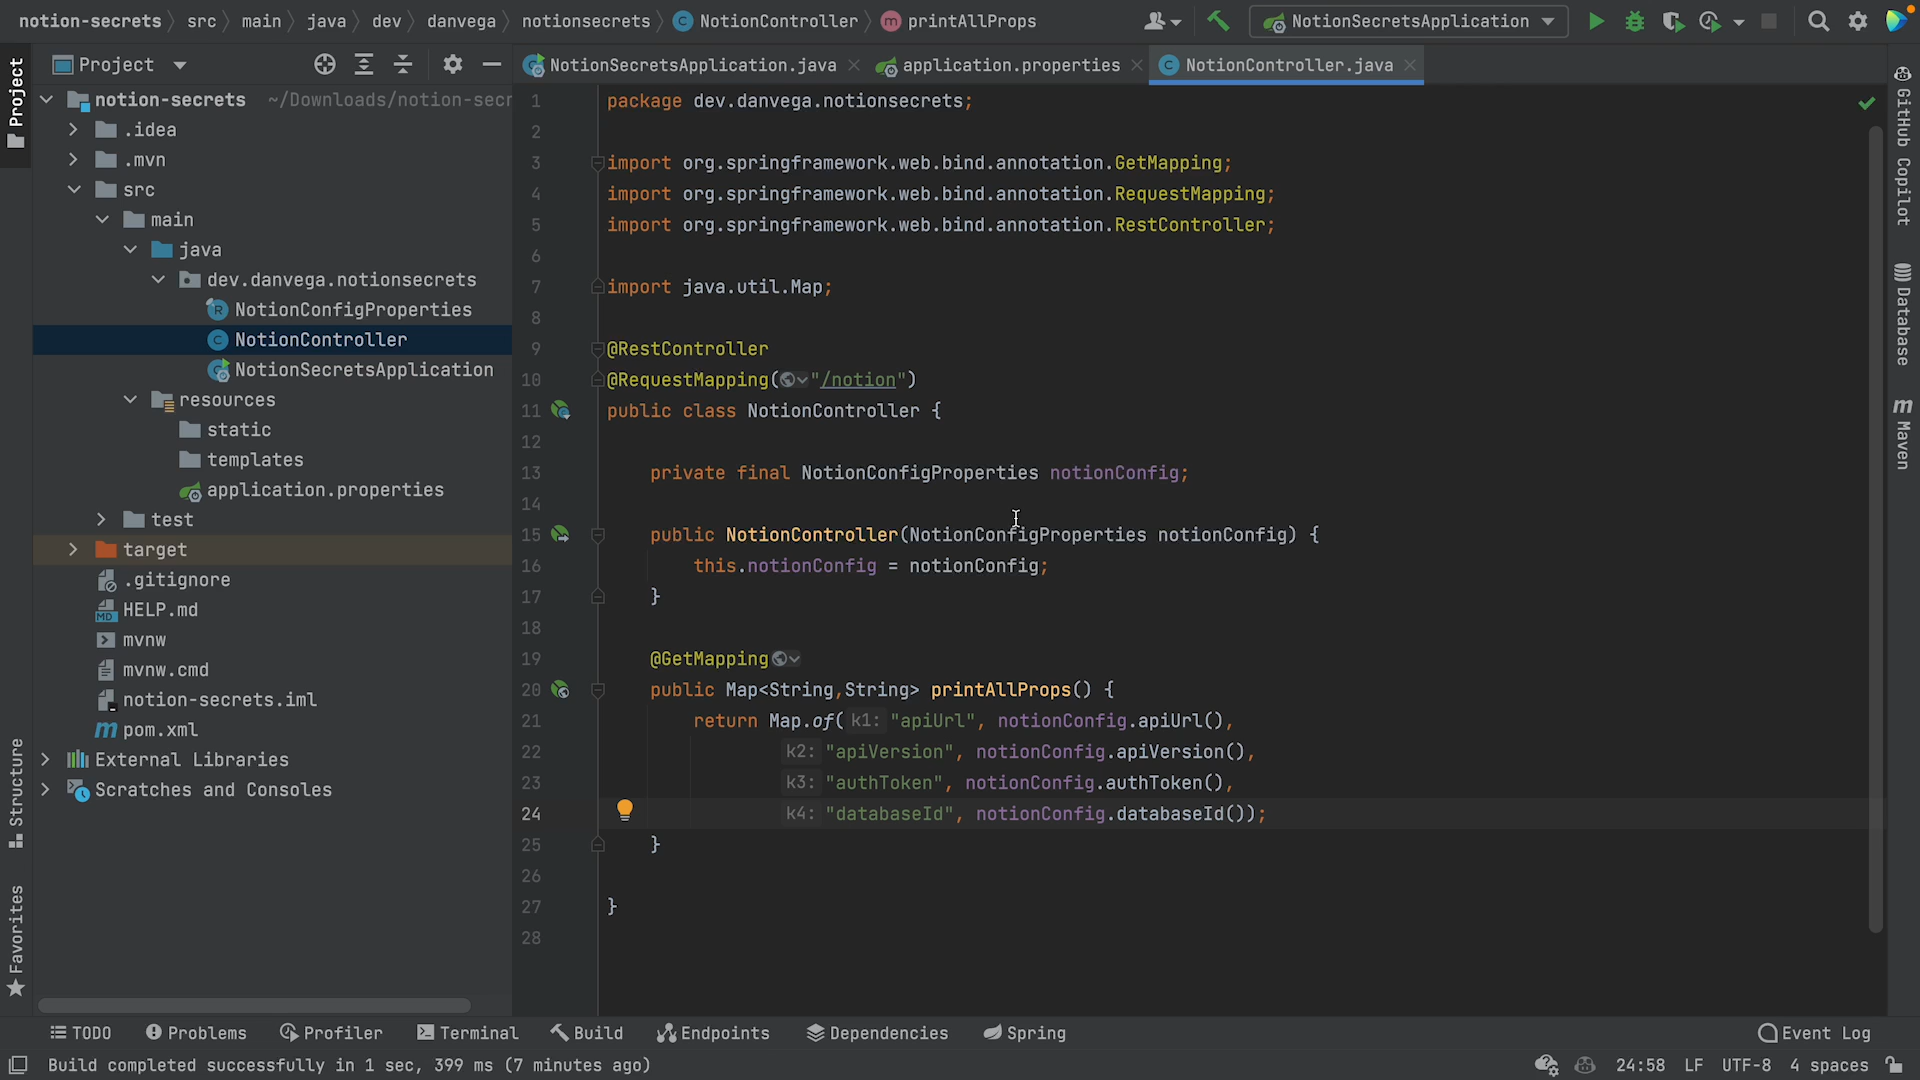 notion-secrets src main java dev danvega notionsecrets NotionController printAllProps
NotionSecretsApplication
Project
NotionSecretsApplication.java
application.properties
NotionController.java
Project
notion-secrets ~/Downloads/notion-secr
.idea
.mvn
src
main
java
dev.danvega.notionsecrets
NotionConfigProperties
NotionController
NotionSecretsApplication
resources
static
templates
application.properties
test
target
.gitignore
HELP.md
mvnw
mvnw.cmd
notion-secrets.iml
pom.xml
External Libraries
Scratches and Consoles
Structure
Favorites
1 package dev.danvega.notionsecrets;
2
3 import org.springframework.web.bind.annotation.GetMapping;
4 import org.springframework.web.bind.annotation.RequestMapping;
5 import org.springframework.web.bind.annotation.RestController;
6
7 import java.util.Map;
8
9 @RestController
10 @RequestMapping("/notion")
11 public class NotionController {
12
13 private final NotionConfigProperties notionConfig;
14
15 public NotionController(NotionConfigProperties notionConfig) {
16 this.notionConfig = notionConfig;
17 }
18
19 @GetMapping
20 public Map<String,String> printAllProps() {
21 return Map.of( k1: "apiUrl", notionConfig.apiUrl(),
22 k2: "apiVersion", notionConfig.apiVersion(),
23 k3: "authToken", notionConfig.authToken(),
24 k4: "databaseId", notionConfig.databaseId());
25 }
26
27 }
28
GitHub Copilot
Database
Maven
TODO Problems Profiler Terminal Build Endpoints Dependencies Spring Event Log
Build completed successfully in 1 sec, 399 ms (7 minutes ago) 24:58 LF UTF-8 4 spaces